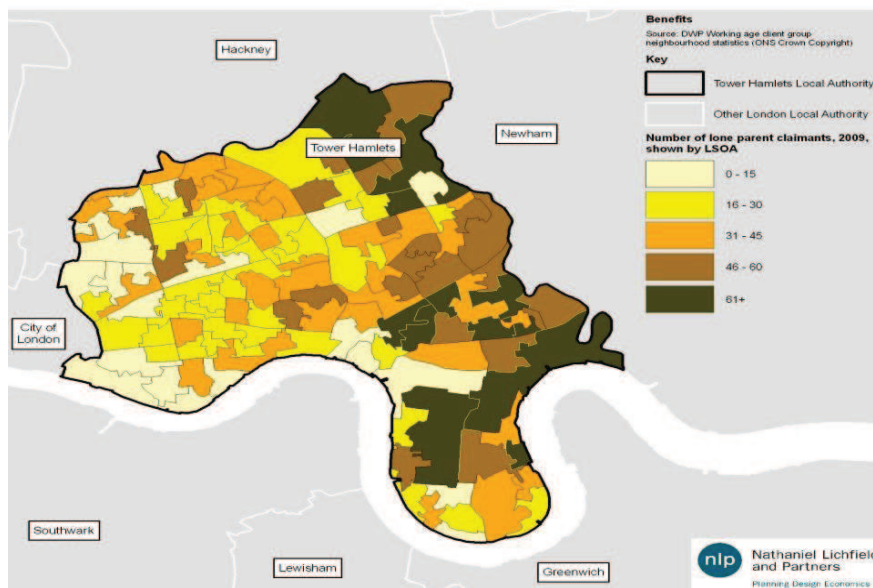 Hackney
Newham
Tower Hamlets
City of
London
Southwark
Lewisham
Greenwich
Benefits
Source: DWP Working age client group
neighbourhood statistics (ONS Crown Copyright)
Key
Tower Hamlets Local Authority
Other London Local Authority
Number of lone parent claimants, 2009,
shown by LSOA
0 - 15
16 - 30
31 - 45
46 - 60
61+
nlp
Nathaniel Lichfield
and Partners
Planning Design Economics